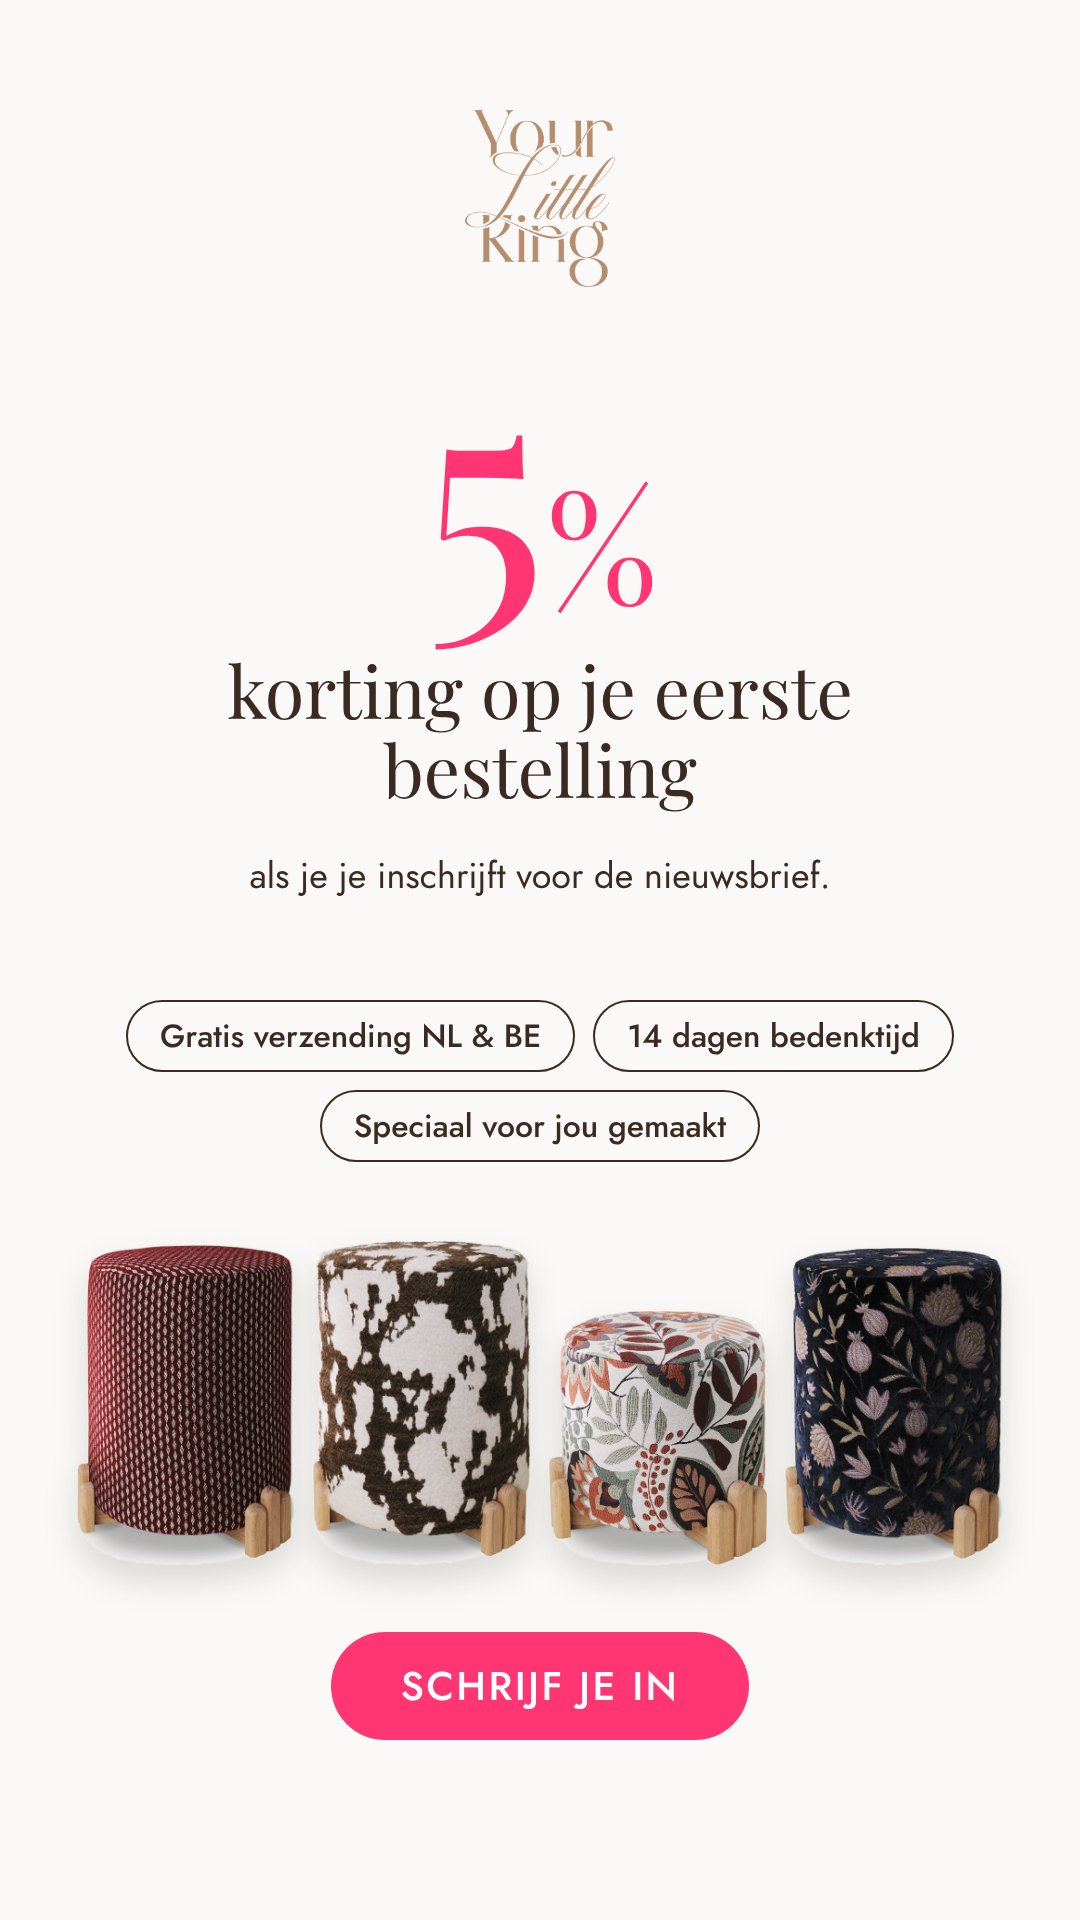 Your
Little
King
5%
korting op je eerste
bestelling
als je je inschrijft voor de nieuwsbrief.
Gratis verzending NL & BE
14 dagen bedenktijd
Speciaal voor jou gemaakt
SCHRIJF JE IN